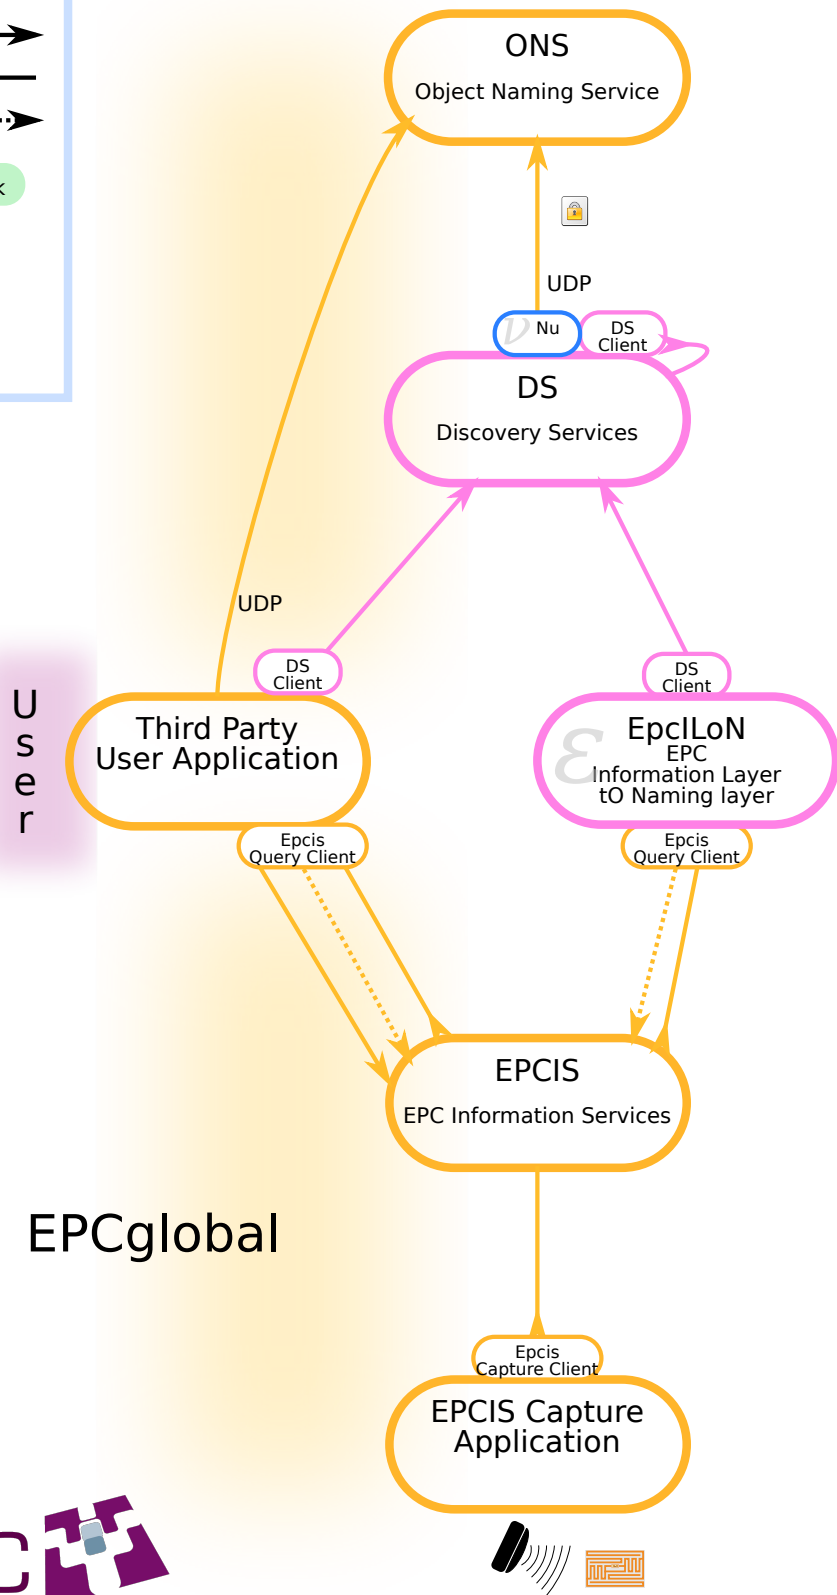 ONS
Object Naming Service
UDP
ν Nu
DS
Client
DS
Discovery Services
UDP
DS
Client
DS
Client
User
Third Party
User Application
ε
EpcILoN
EPC
Information Layer
tO Naming layer
Epcis
Query Client
Epcis
Query Client
EPCIS
EPC Information Services
EPCglobal
Epcis
Capture Client
EPCIS Capture
Application